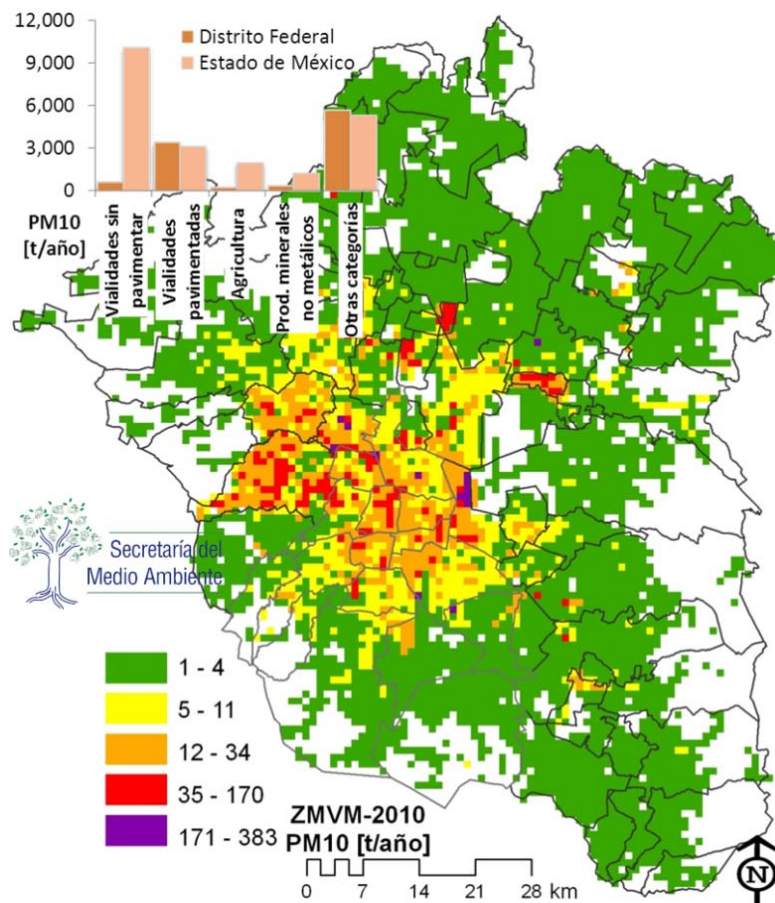 12,000
9,000
6,000
3,000
0
Distrito Federal
Estado de México
PM10
[t/año]
Vialidades sin
pavimentar
Vialidades
pavimentadas
Agricultura
Prod. minerales
no metálicos
Otras categorías
Secretaría del
Medio Ambiente
1 - 4
5 - 11
12 - 34
35 - 170
171 - 383
ZMVM-2010
PM10 [t/año]
0 7 14 21 28 km
N